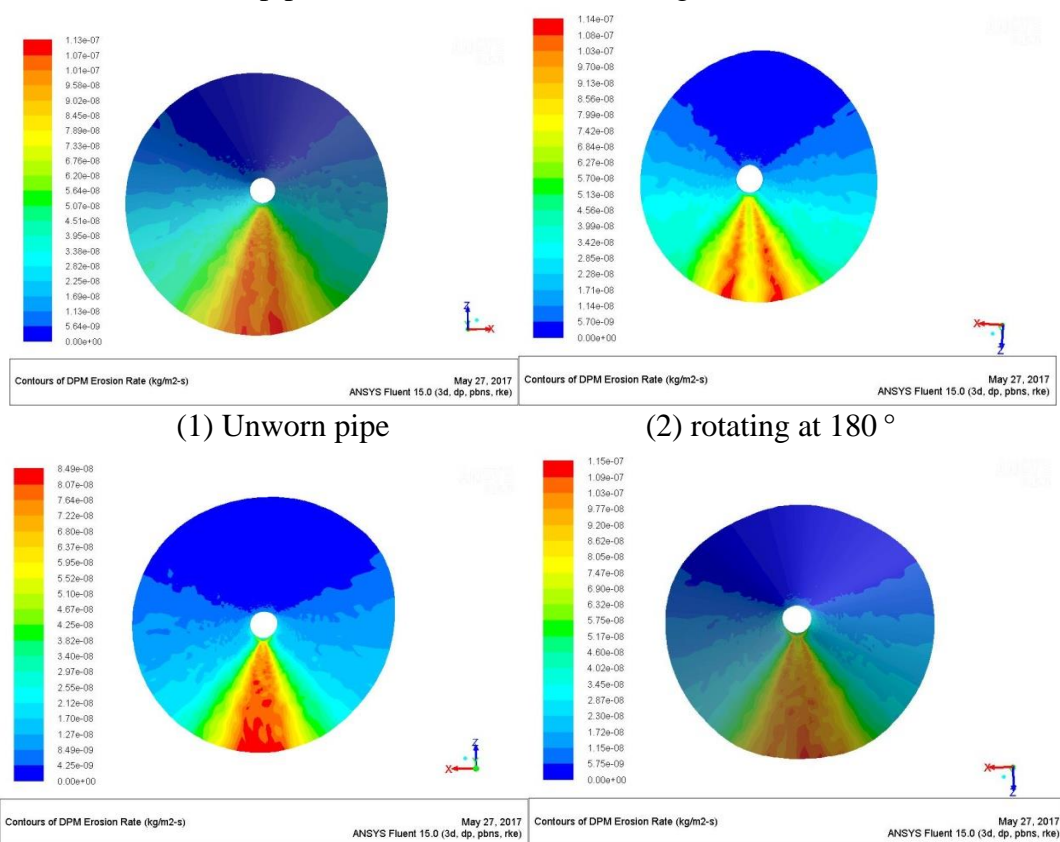 1.13e-07
1.07e-07
1.01e-07
9.58e-08
9.02e-08
8.45e-08
7.89e-08
7.33e-08
6.76e-08
6.20e-08
5.64e-08
5.07e-08
4.51e-08
3.95e-08
3.38e-08
2.82e-08
2.25e-08
1.69e-08
1.13e-08
5.64e-09
0.00e+00
Z
X
Contours of DPM Erosion Rate (kg/m2-s)
May 27, 2017
ANSYS Fluent 15.0 (3d, dp, pbns, rke)
1.14e-07
1.08e-07
1.03e-07
9.70e-08
9.13e-08
8.56e-08
7.99e-08
7.42e-08
6.84e-08
6.27e-08
5.70e-08
5.13e-08
4.56e-08
3.99e-08
3.42e-08
2.85e-08
2.28e-08
1.71e-08
1.14e-08
5.70e-09
0.00e+00
X
Z
Contours of DPM Erosion Rate (kg/m2-s)
May 27, 2017
ANSYS Fluent 15.0 (3d, dp, pbns, rke)
(1) Unworn pipe
(2) rotating at 180 °
8.49e-08
8.07e-08
7.64e-08
7.22e-08
6.80e-08
6.37e-08
5.95e-08
5.52e-08
5.10e-08
4.67e-08
4.25e-08
3.82e-08
3.40e-08
2.97e-08
2.55e-08
2.12e-08
1.70e-08
1.27e-08
8.49e-09
4.25e-09
0.00e+00
Z
X
Contours of DPM Erosion Rate (kg/m2-s)
May 27, 2017
ANSYS Fluent 15.0 (3d, dp, pbns, rke)
1.15e-07
1.09e-07
1.03e-07
9.77e-08
9.20e-08
8.62e-08
8.05e-08
7.47e-08
6.90e-08
6.32e-08
5.75e-08
5.17e-08
4.60e-08
4.02e-08
3.45e-08
2.87e-08
2.30e-08
1.72e-08
1.15e-08
5.75e-09
0.00e+00
X
Z
Contours of DPM Erosion Rate (kg/m2-s)
May 27, 2017
ANSYS Fluent 15.0 (3d, dp, pbns, rke)